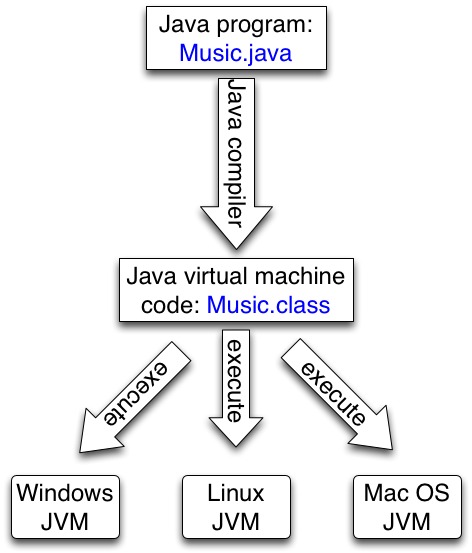 Java program:
Music.java
Java compiler
Java virtual machine
code: Music.class
execute
execute
execute
Windows
JVM
Linux
JVM
Mac OS
JVM